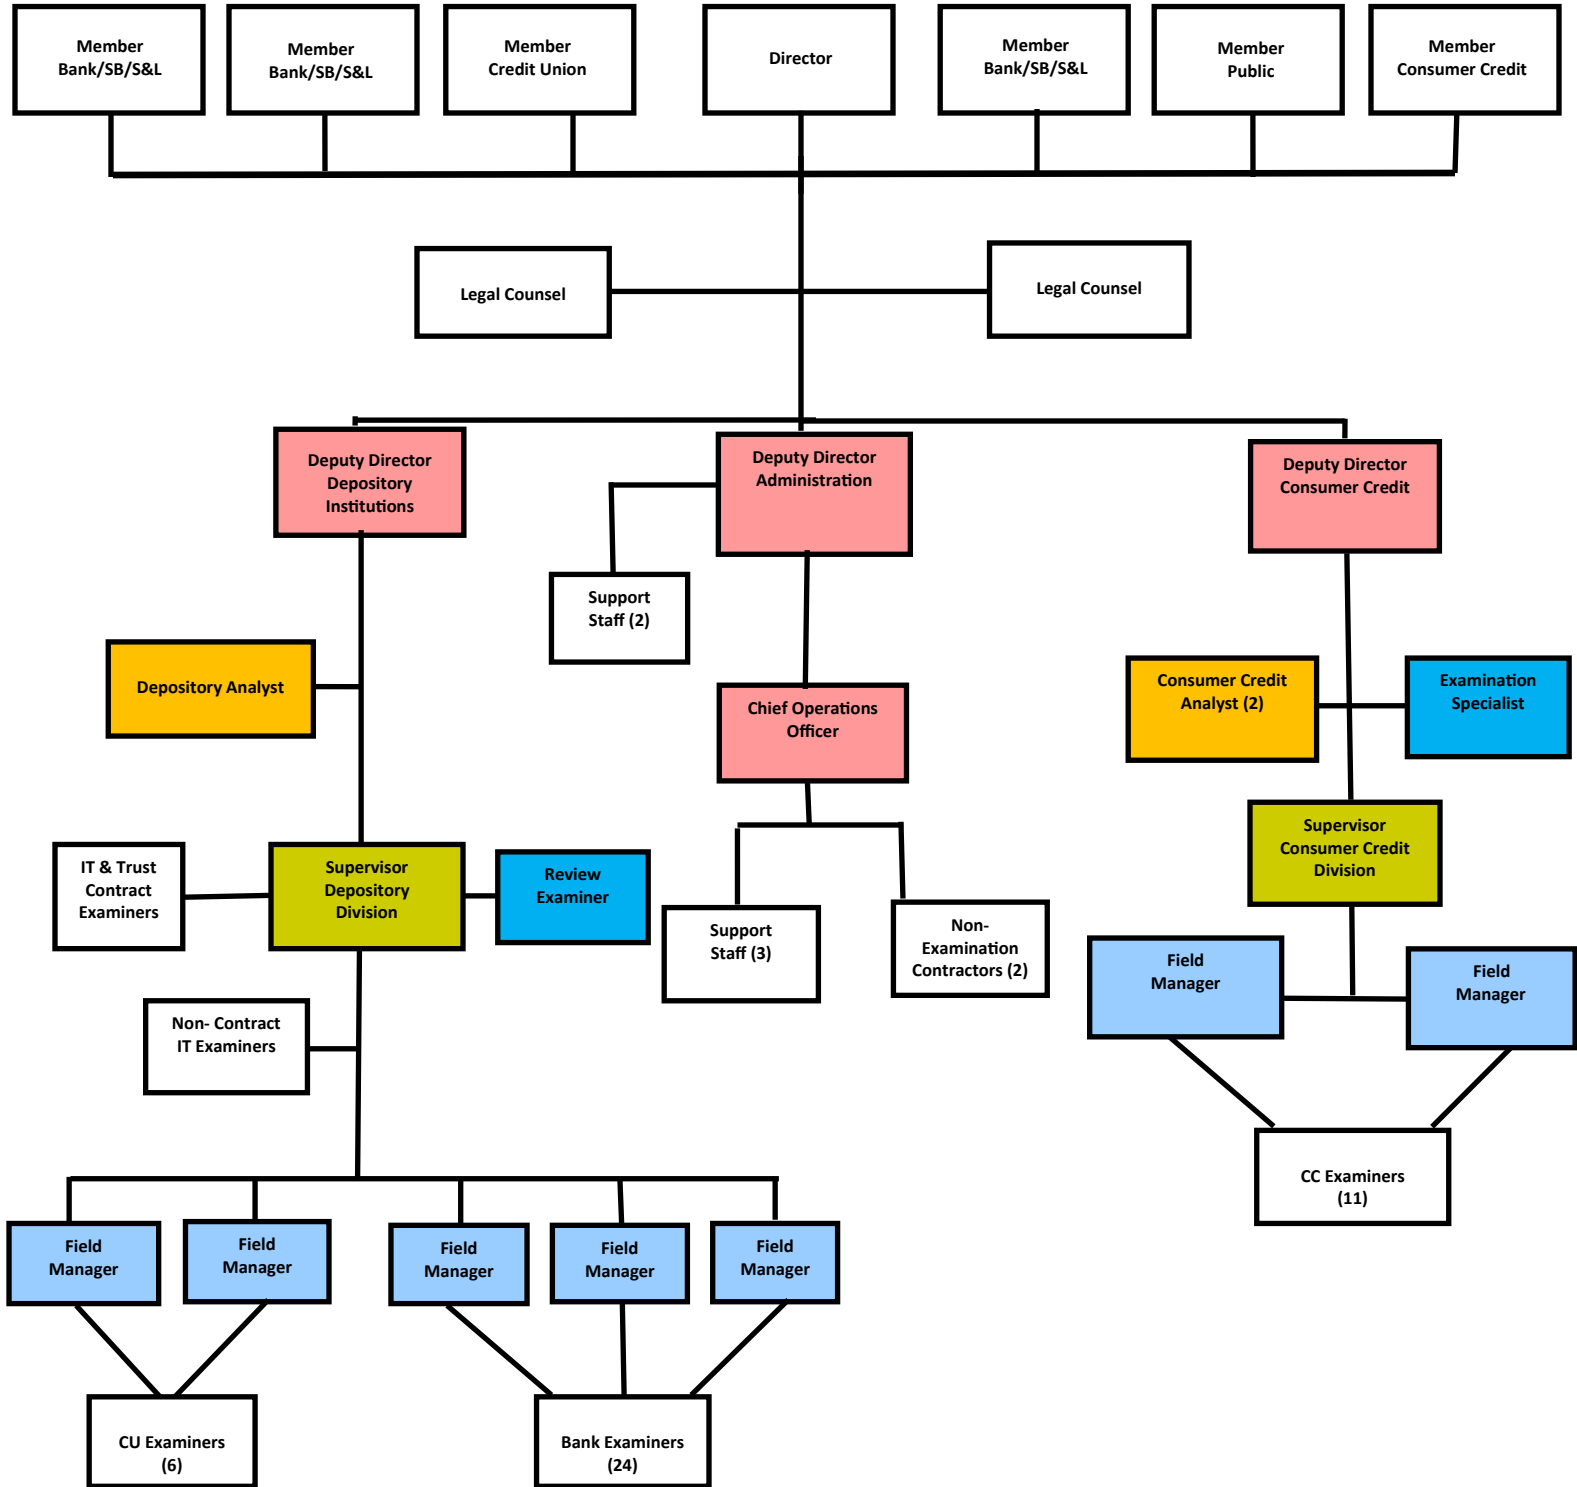 Member
Bank/SB/S&L
Member
Bank/SB/S&L
Member
Credit Union
Director
Member
Bank/SB/S&L
Member
Public
Member
Consumer Credit
Legal Counsel
Legal Counsel
Deputy Director
Depository
Institutions
Deputy Director
Administration
Deputy Director
Consumer Credit
Support
Staff (2)
Depository Analyst
Chief Operations
Officer
Consumer Credit
Analyst (2)
Examination
Specialist
IT & Trust
Contract
Examiners
Supervisor
Depository
Division
Review
Examiner
Supervisor
Consumer Credit
Division
Support
Staff (3)
Non-
Examination
Contractors (2)
Field
Manager
Field
Manager
Non- Contract
IT Examiners
CC Examiners
(11)
Field
Manager
Field
Manager
Field
Manager
Field
Manager
Field
Manager
CU Examiners
(6)
Bank Examiners
(24)